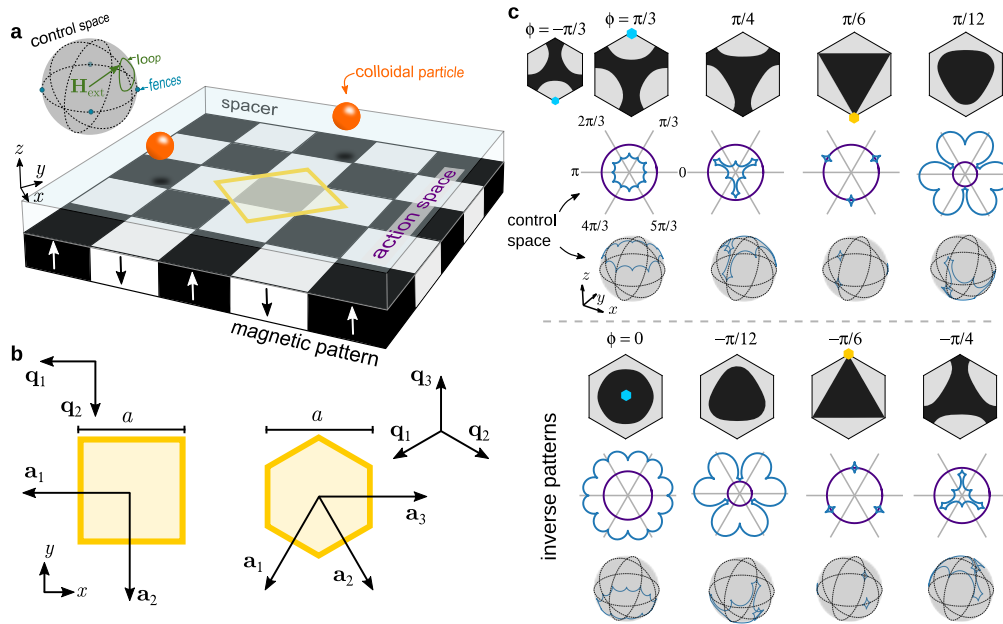 a
control space
loop
H_ext
fences
colloidal particle
spacer
z
y
x
action space
magnetic pattern
b
q₁
q₂
a
a₁
a₂
y
x
a
q₃
q₁
q₂
a₃
a₁
a₂
c
ϕ = −π/3
ϕ = π/3
π/4
π/6
π/12
2π/3
π/3
π
0
4π/3
5π/3
control
space
z
y
x
inverse patterns
ϕ = 0
−π/12
−π/6
−π/4